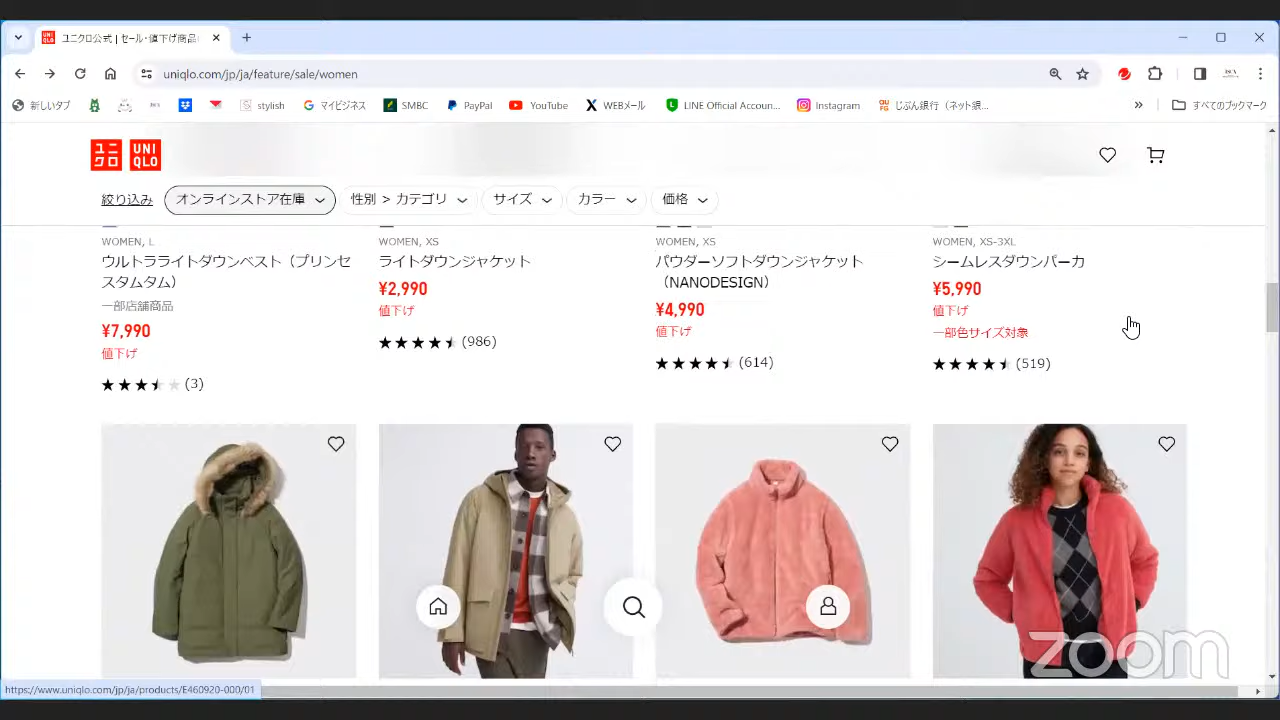 ユニクロ公式 | セール・値下げ商品
uniqlo.com/jp/ja/feature/sale/women
新しいタブ
stylish
マイビジネス
SMBC
PayPal
YouTube
WEBメール
LINE Official Accoun...
Instagram
じぶん銀行（ネット銀...
»
すべてのブックマーク
ユニクロ UNIQLO
絞り込み オンラインストア在庫 性別 > カテゴリ サイズ カラー 価格
WOMEN, L
ウルトラライトダウンベスト（プリンセ
スタムタム）
一部店舗商品
¥7,990
値下げ
(3)
WOMEN, XS
ライトダウンジャケット
¥2,990
値下げ
(986)
WOMEN, XS
パウダーソフトダウンジャケット
（NANODESIGN）
¥4,990
値下げ
(614)
WOMEN, XS-3XL
シームレスダウンパーカ
¥5,990
値下げ
一部色サイズ対象
(519)
zoom
https://www.uniqlo.com/jp/ja/products/E460920-000/01